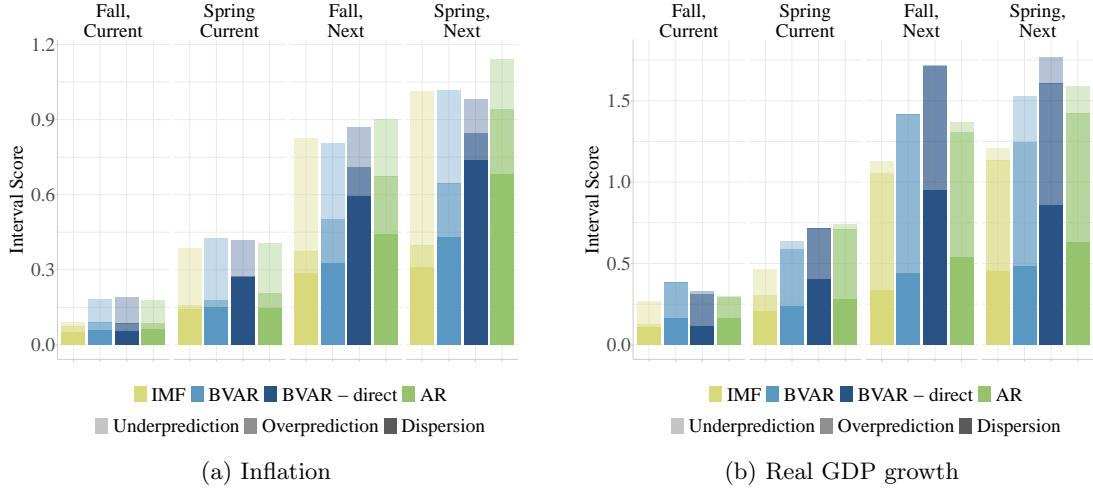 Fall,
Current
Spring
Current
Fall,
Next
Spring,
Next
Interval Score
1.2
0.9
0.6
0.3
0.0
IMF BVAR BVAR – direct AR
Underprediction Overprediction Dispersion
(a) Inflation
Fall,
Current
Spring
Current
Fall,
Next
Spring,
Next
Interval Score
1.5
1.0
0.5
0.0
IMF BVAR BVAR – direct AR
Underprediction Overprediction Dispersion
(b) Real GDP growth